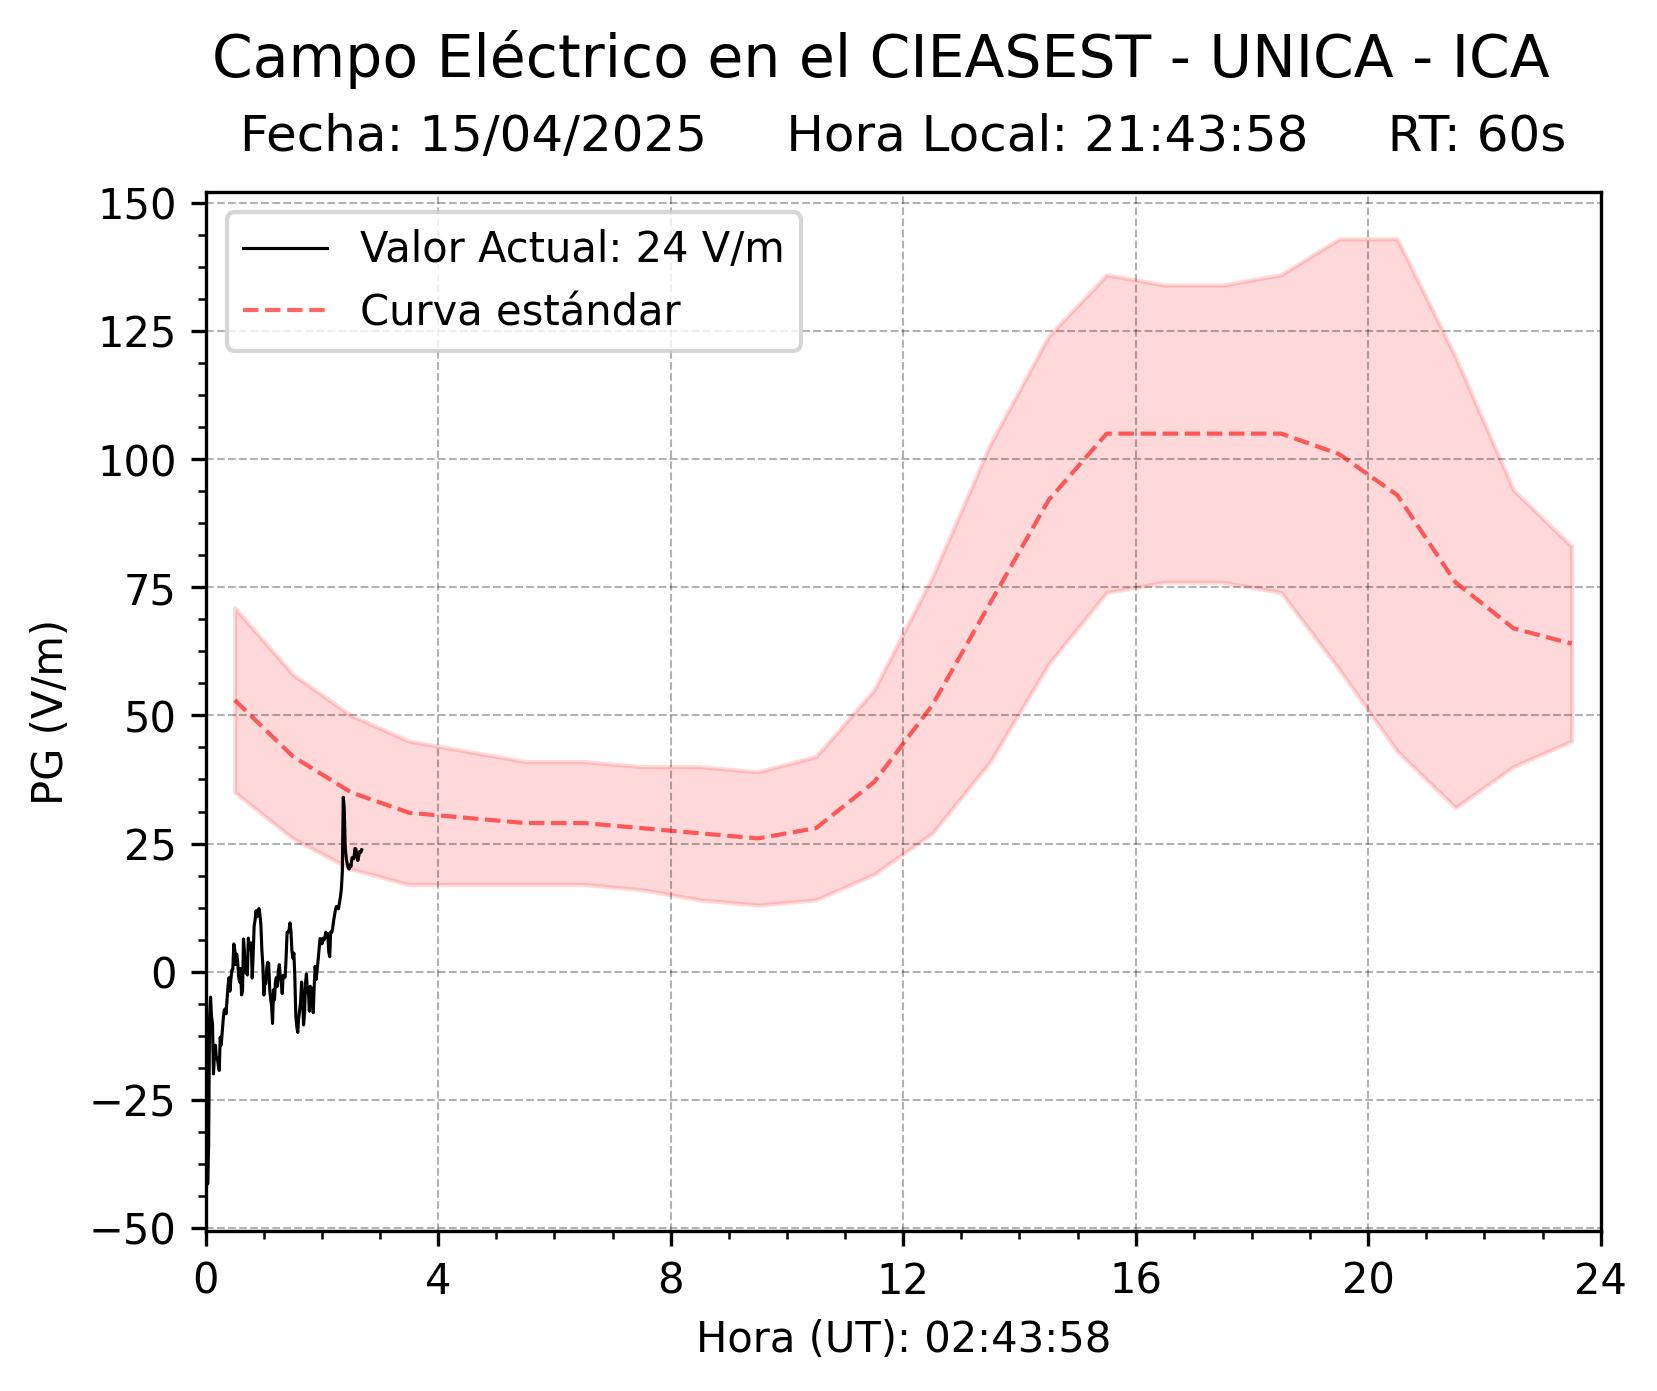 Campo Eléctrico en el CIEASEST - UNICA - ICA
Fecha: 15/04/2025 Hora Local: 21:43:58 RT: 60s
Valor Actual: 24 V/m
Curva estándar
PG (V/m)
150
125
100
75
50
25
0
−25
−50
0 4 8 12 16 20 24
Hora (UT): 02:43:58